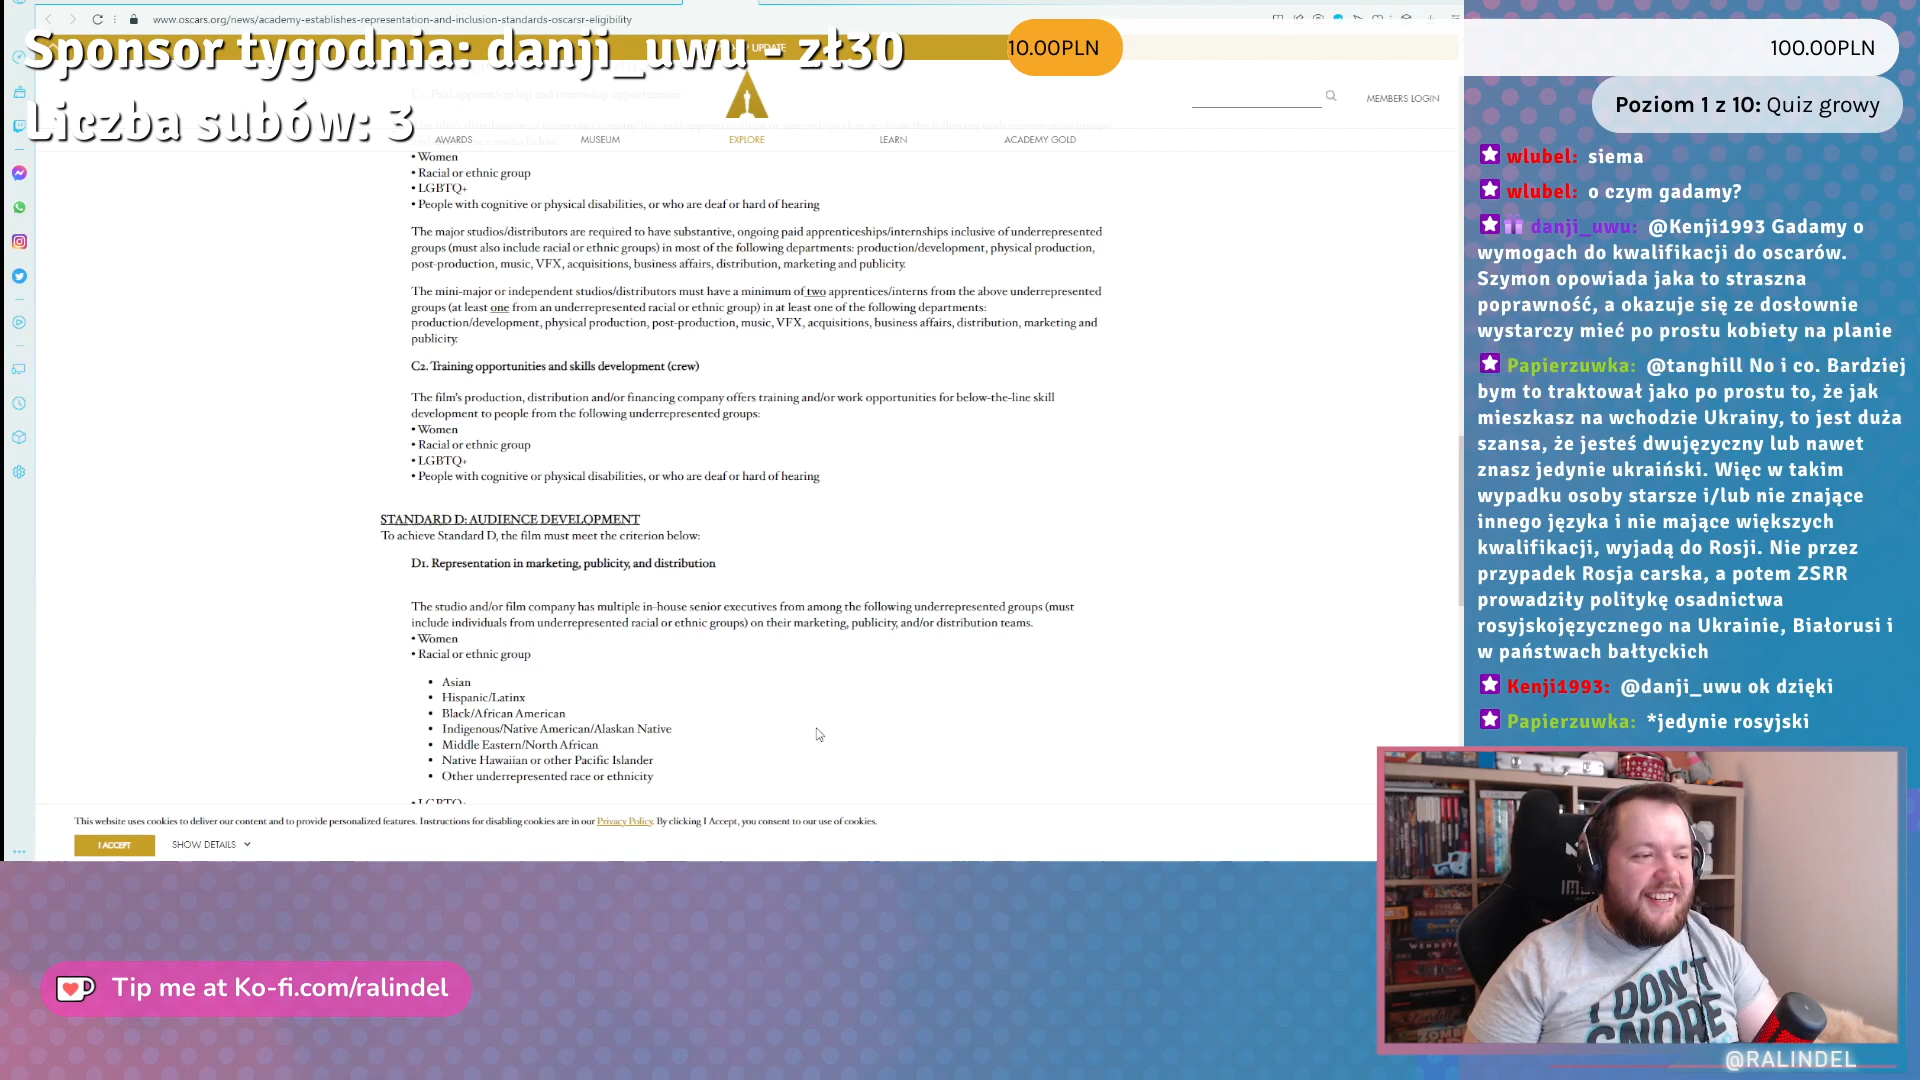 www.oscars.org/news/academy-establishes-representation-and-inclusion-standards-oscarsr-eligibility
Sponsor tygodnia: danji_uwu - zł30
Liczba subów: 3
UPDATE
10.00PLN
100.00PLN
Poziom 1 z 10: Quiz growy
MEMBERS LOGIN
AWARDS
MUSEUM
EXPLORE
LEARN
ACADEMY GOLD
• Women
• Racial or ethnic group
• LGBTQ+
• People with cognitive or physical disabilities, or who are deaf or hard of hearing
The major studios/distributors are required to have substantive, ongoing paid apprenticeships/internships inclusive of underrepresented
groups (must also include racial or ethnic groups) in most of the following departments: production/development, physical production,
post-production, music, VFX, acquisitions, business affairs, distribution, marketing and publicity.
The mini-major or independent studios/distributors must have a minimum of two apprentices/interns from the above underrepresented
groups (at least one from an underrepresented racial or ethnic group) in at least one of the following departments:
production/development, physical production, post-production, music, VFX, acquisitions, business affairs, distribution, marketing and
publicity.
C2. Training opportunities and skills development (crew)
The film's production, distribution and/or financing company offers training and/or work opportunities for below-the-line skill
development to people from the following underrepresented groups:
• Women
• Racial or ethnic group
• LGBTQ+
• People with cognitive or physical disabilities, or who are deaf or hard of hearing
STANDARD D: AUDIENCE DEVELOPMENT
To achieve Standard D, the film must meet the criterion below:
D1. Representation in marketing, publicity, and distribution
The studio and/or film company has multiple in-house senior executives from among the following underrepresented groups (must
include individuals from underrepresented racial or ethnic groups) on their marketing, publicity, and/or distribution teams.
• Women
• Racial or ethnic group
• Asian
• Hispanic/Latinx
• Black/African American
• Indigenous/Native American/Alaskan Native
• Middle Eastern/North African
• Native Hawaiian or other Pacific Islander
• Other underrepresented race or ethnicity
• LGBTQ+
This website uses cookies to deliver our content and to provide personalized features. Instructions for disabling cookies are in our Privacy Policy. By clicking I Accept, you consent to our use of cookies.
I ACCEPT
SHOW DETAILS
wlubel: siema
wlubel: o czym gadamy?
danji_uwu: @Kenji1993 Gadamy o
wymogach do kwalifikacji do oscarów.
Szymon opowiada jaka to straszna
poprawność, a okazuje się ze dosłownie
wystarczy mieć po prostu kobiety na planie
Papierzuwka: @tanghill No i co. Bardziej
bym to traktował jako po prostu to, że jak
mieszkasz na wchodzie Ukrainy, to jest duża
szansa, że jesteś dwujęzyczny lub nawet
znasz jedynie ukraiński. Więc w takim
wypadku osoby starsze i/lub nie znające
innego języka i nie mające większych
kwalifikacji, wyjadą do Rosji. Nie przez
przypadek Rosja carska, a potem ZSRR
prowadziły politykę osadnictwa
rosyjskojęzycznego na Ukrainie, Białorusi i
w państwach bałtyckich
Kenji1993: @danji_uwu ok dzięki
Papierzuwka: *jedynie rosyjski
I DON'T
Tip me at Ko-fi.com/ralindel
@RALINDEL